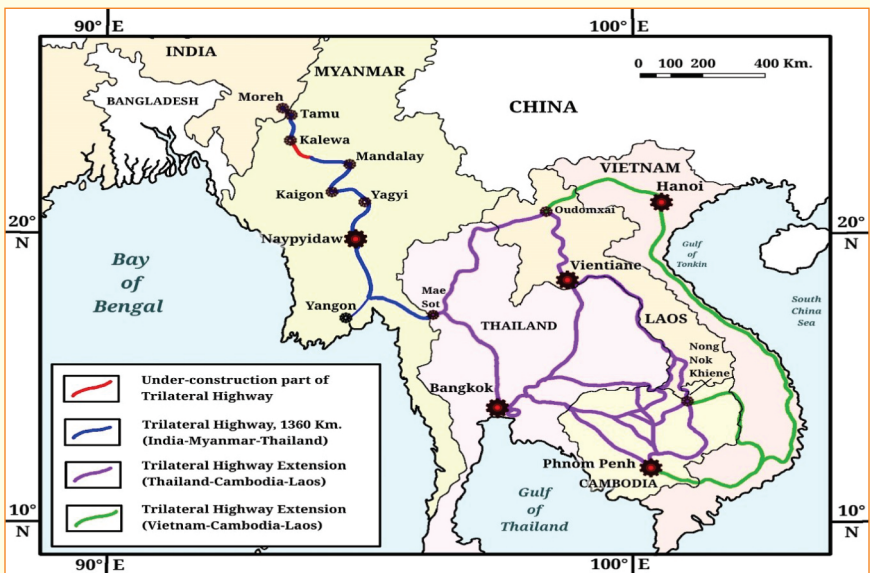 90° E
100° E
INDIA
MYANMAR
0 100 200 400 Km.
BANGLADESH
Moreh
Tamu
CHINA
Kalewa
Mandalay
VIETNAM
Hanoi
Kaigon
Yagyi
Oudomxai
20°
N
20°
N
Naypyidaw
Gulf
of
Tonkin
Bay
of
Bengal
Vientiane
Mae
Sot
Yangon
South
China
Sea
THAILAND
LAOS
Nong
Nok
Khiene
Bangkok
Under-construction part of
Trilateral Highway
Trilateral Highway, 1360 Km.
(India-Myanmar-Thailand)
Trilateral Highway Extension
(Thailand-Cambodia-Laos)
Trilateral Highway Extension
(Vietnam-Cambodia-Laos)
Phnom Penh
CAMBODIA
Gulf
of
Thailand
10°
N
10°
N
90° E
100° E